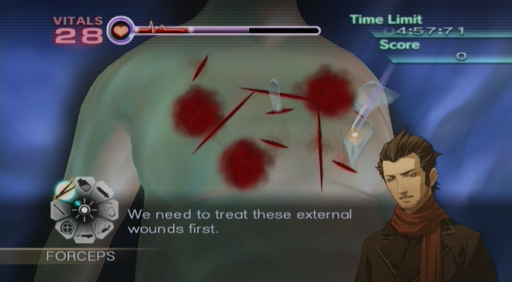 VITALS
28
Time Limit
04:57:71
Score
0
We need to treat these external
wounds first.
FORCEPS